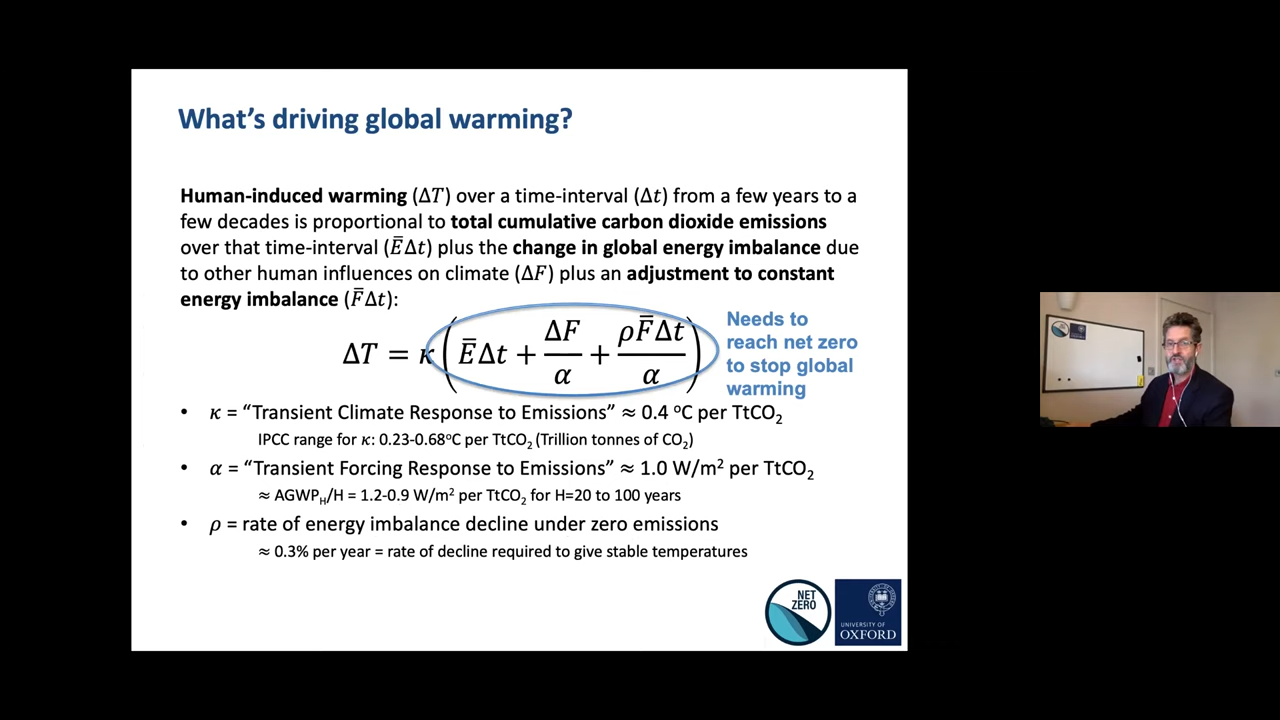 What's driving global warming?
Human-induced warming (ΔT) over a time-interval (Δt) from a few years to a
few decades is proportional to total cumulative carbon dioxide emissions
over that time-interval (E̅Δt) plus the change in global energy imbalance due
to other human influences on climate (ΔF) plus an adjustment to constant
energy imbalance (F̅Δt):
ΔT = κ(E̅Δt + ΔF/α + ρF̅Δt/α)
Needs to
reach net zero
to stop global
warming
• κ = “Transient Climate Response to Emissions” ≈ 0.4 ºC per TtCO₂
IPCC range for κ: 0.23-0.68ºC per TtCO₂ (Trillion tonnes of CO₂)
• α = “Transient Forcing Response to Emissions” ≈ 1.0 W/m² per TtCO₂
≈ AGWP_H/H = 1.2-0.9 W/m² per TtCO₂ for H=20 to 100 years
• ρ = rate of energy imbalance decline under zero emissions
≈ 0.3% per year = rate of decline required to give stable temperatures
NET
ZERO
UNIVERSITY OF
OXFORD